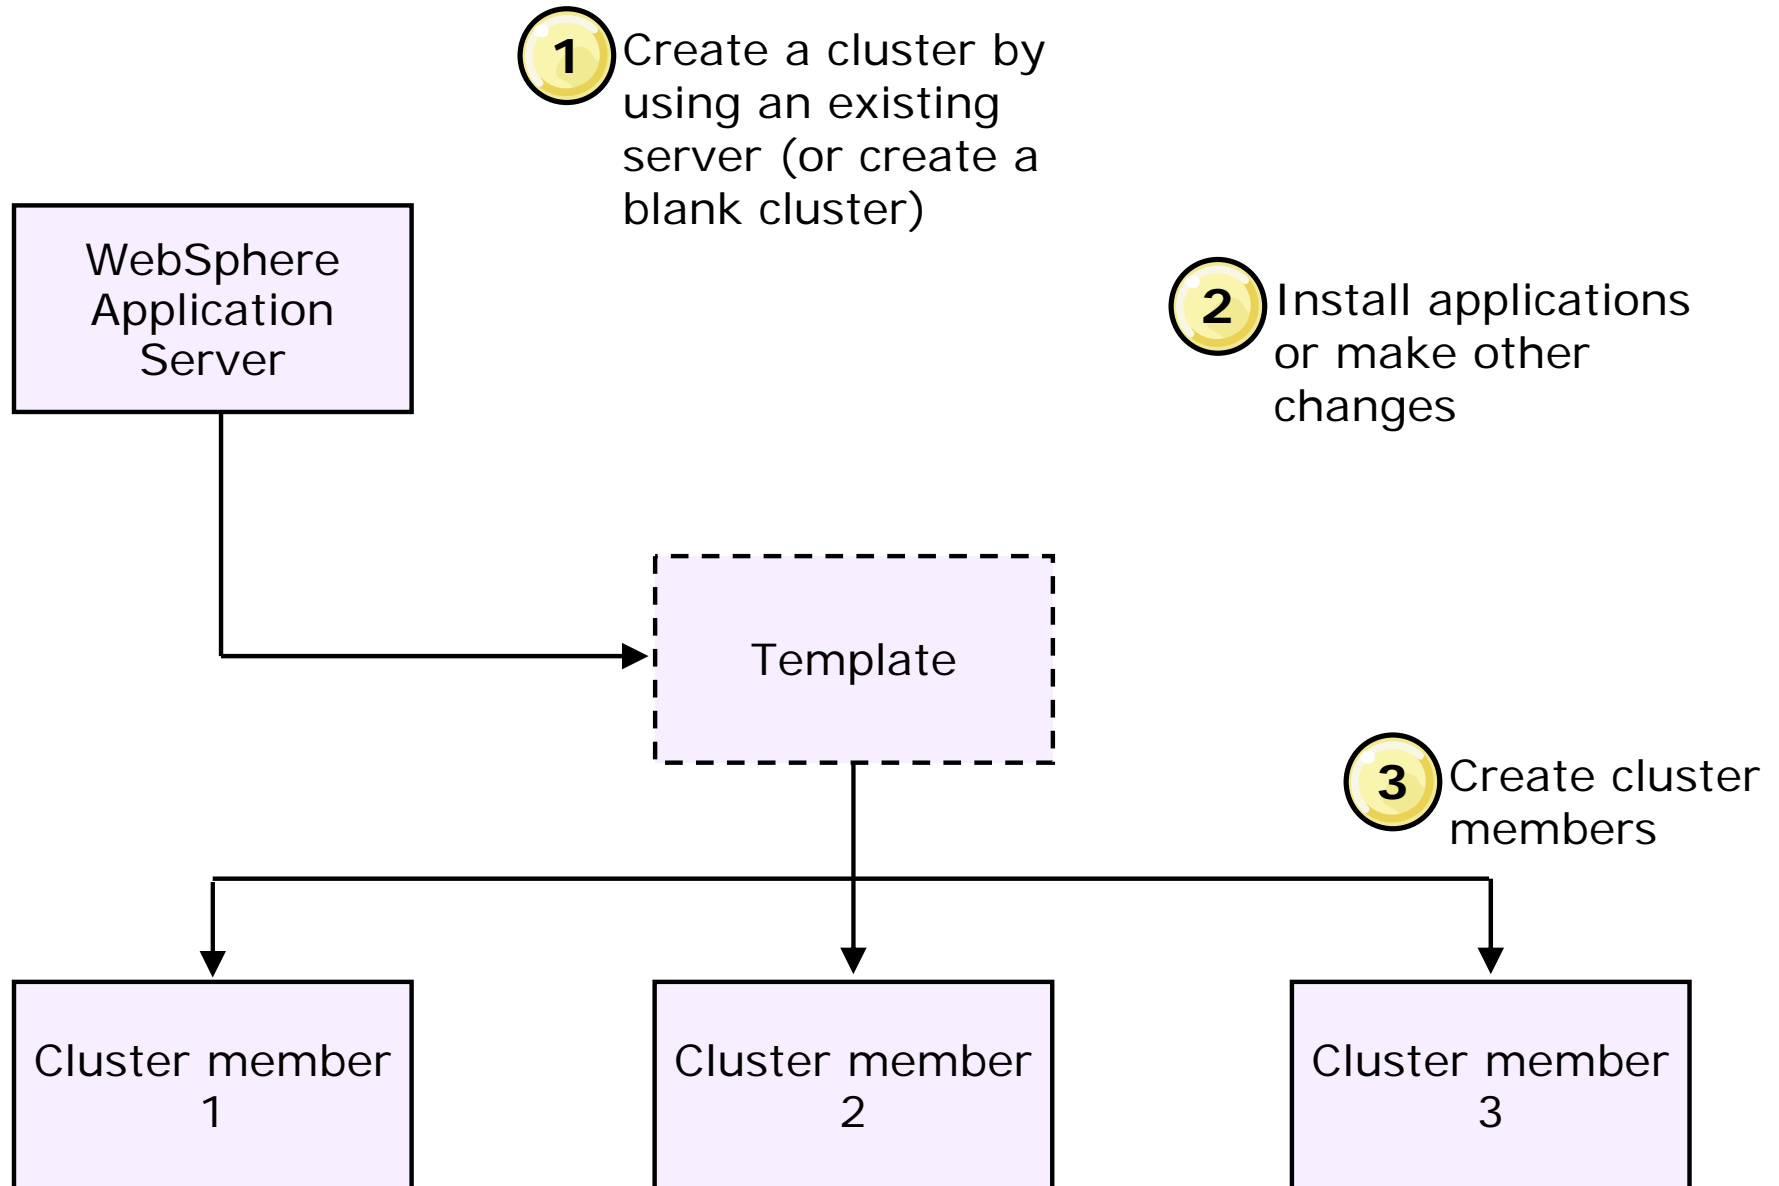 1
Create a cluster by
using an existing
server (or create a
blank cluster)
WebSphere
Application
Server
2
Install applications
or make other
changes
Template
3
Create cluster
members
Cluster member
1
Cluster member
2
Cluster member
3